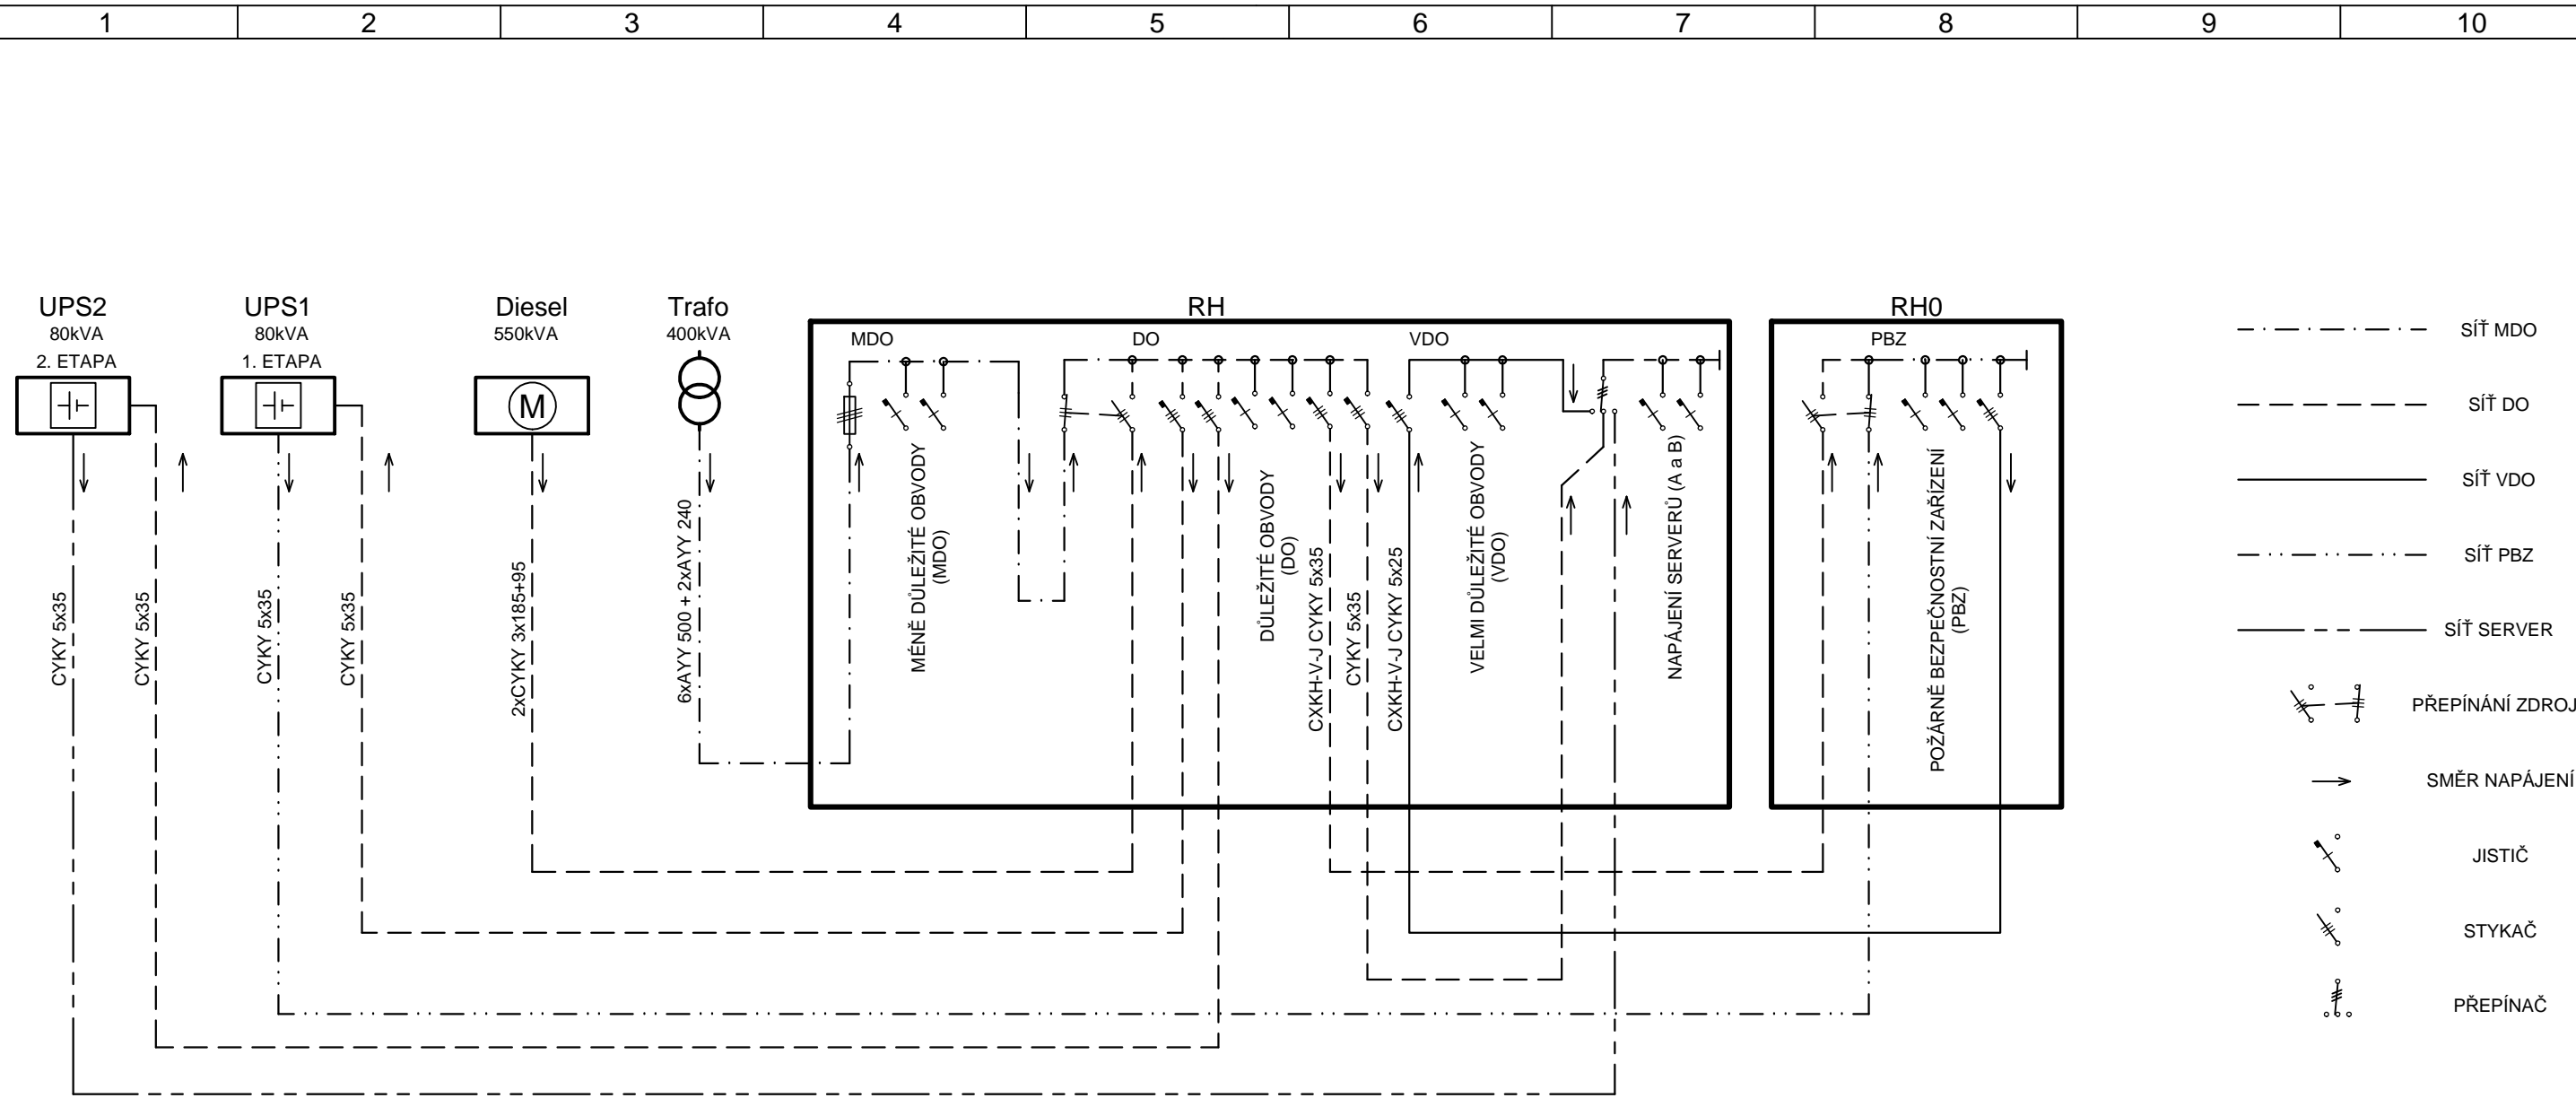 1 2 3 4 5 6 7 8 9 10
UPS2
80kVA
2. ETAPA
UPS1
80kVA
1. ETAPA
Diesel
550kVA
M
Trafo
400kVA
RH
MDO
DO
VDO
RH0
PBZ
CYKY 5x35
CYKY 5x35
CYKY 5x35
CYKY 5x35
2xCYKY 3x185+95
6xAYY 500 + 2xAYY 240
MÉNĚ DŮLEŽITÉ OBVODY
(MDO)
DŮLEŽITÉ OBVODY
(DO)
CXKH-V-J CYKY 5x35
CYKY 5x35
CXKH-V-J CYKY 5x25
VELMI DŮLEŽITÉ OBVODY
(VDO)
NAPÁJENÍ SERVERŮ (A a B)
POŽÁRNĚ BEZPEČNOSTNÍ ZAŘÍZENÍ
(PBZ)
SÍŤ MDO
SÍŤ DO
SÍŤ VDO
SÍŤ PBZ
SÍŤ SERVER
PŘEPÍNÁNÍ ZDROJ
SMĚR NAPÁJENÍ
JISTIČ
STYKAČ
PŘEPÍNAČ